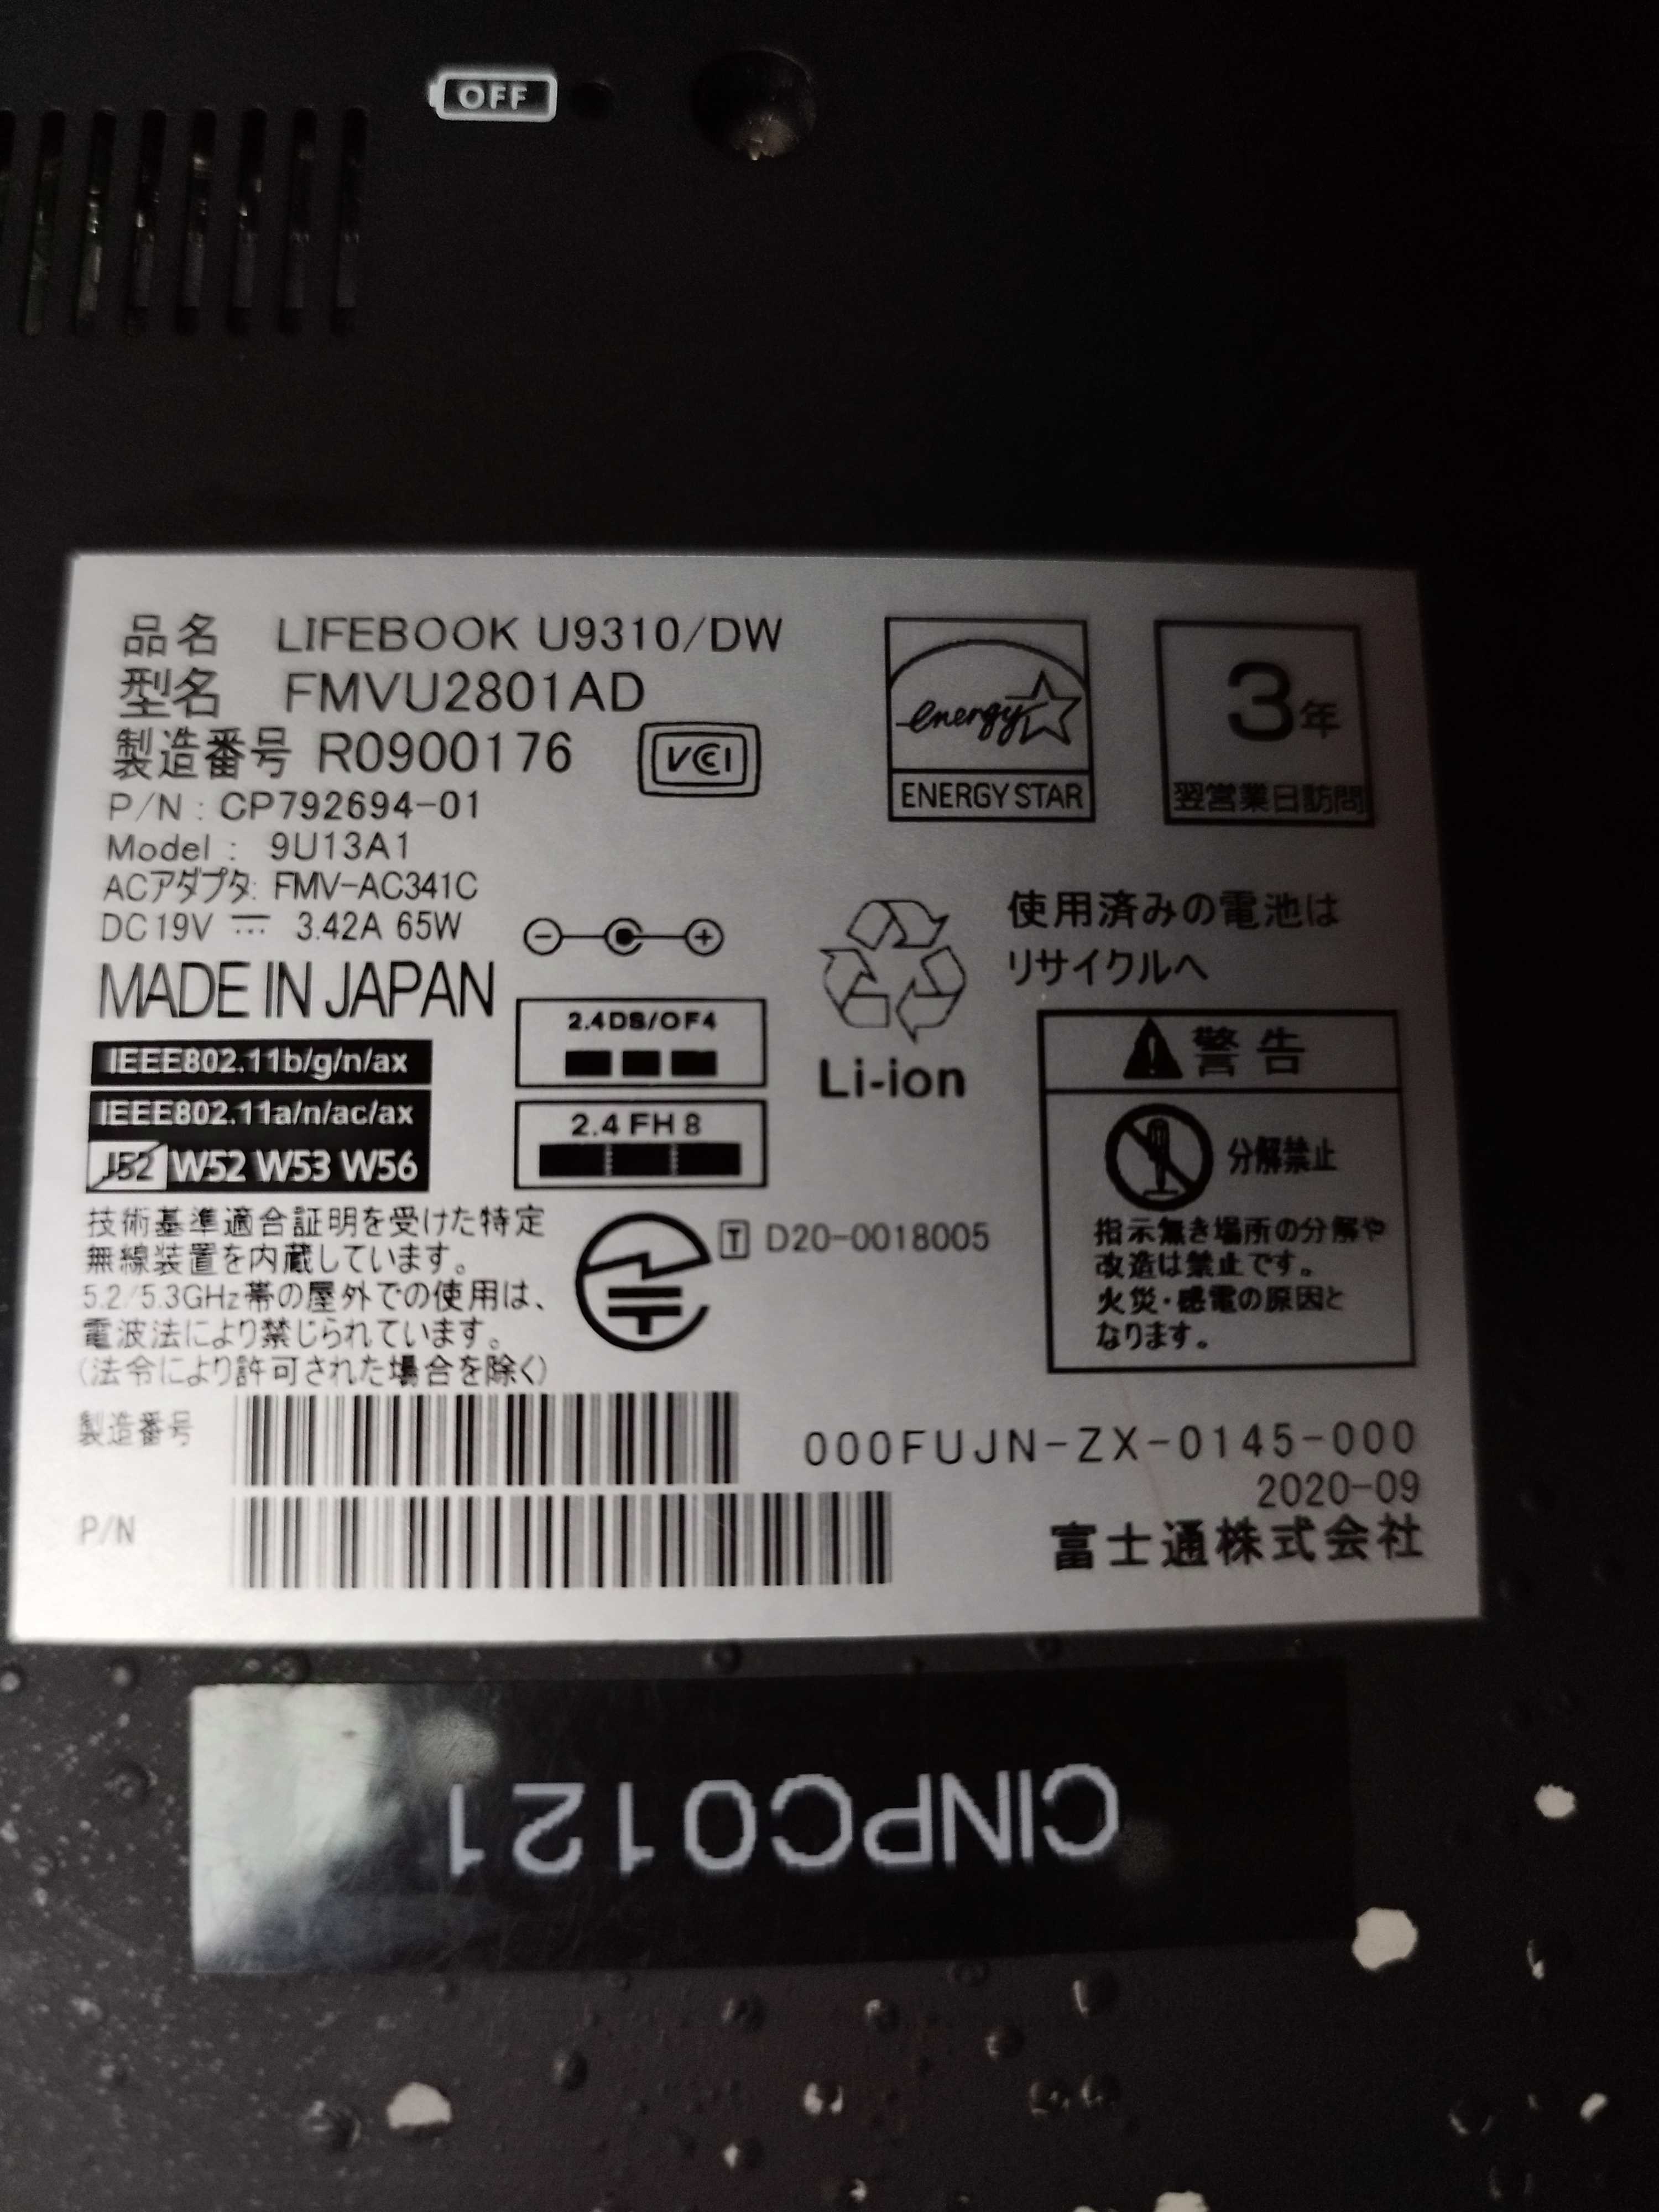 OFF
品名 LIFEBOOK U9310/DW
型名 FMVU2801AD
製造番号 R0900176
VCI
P/N : CP792694-01
Model : 9U13A1
ACアダプタ: FMV-AC341C
DC19V 3.42A 65W
MADE IN JAPAN
energy
ENERGY STAR
3年
翌営業日訪問
IEEE802.11b/g/n/ax
IEEE802.11a/n/ac/ax
J52 W52 W53 W56
2.4DS/OF4
2.4FH8
Li-ion
使用済みの電池は
リサイクルへ
警告
分解禁止
指示無き場所の分解や
改造は禁止です。
火災・感電の原因と
なります。
技術基準適合証明を受けた特定
無線装置を内蔵しています。
5.2/5.3GHz帯の屋外での使用は、
電波法により禁じられています。
(法令により許可された場合を除く)
T D20-0018005
製造番号
P/N
000FUJN-ZX-0145-000
2020-09
富士通株式会社
CINPC0121